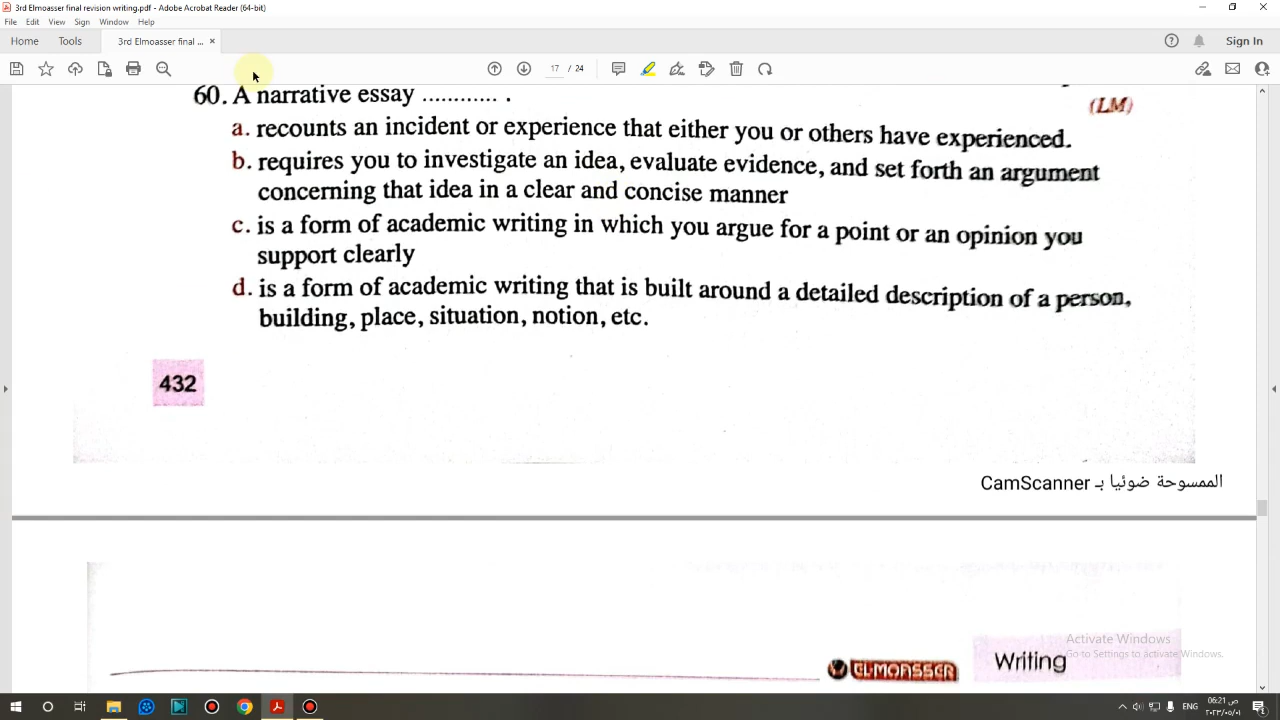 3rd Elmoasser final revision writing.pdf - Adobe Acrobat Reader (64-bit)
File Edit View Sign Window Help
Home Tools 3rd Elmoasser final ... × Sign In
17 / 24
60. A narrative essay ............ .
(LM)
a. recounts an incident or experience that either you or others have experienced.
b. requires you to investigate an idea, evaluate evidence, and set forth an argument
concerning that idea in a clear and concise manner
c. is a form of academic writing in which you argue for a point or an opinion you
support clearly
d. is a form of academic writing that is built around a detailed description of a person,
building, place, situation, notion, etc.
432
الممسوحة ضوئيا بـ CamScanner
Activate Windows
Go to Settings to activate Windows.
EL-MOASSER Writing
ENG 06:21 ص
٢٠٢٣/٠٥/٠١